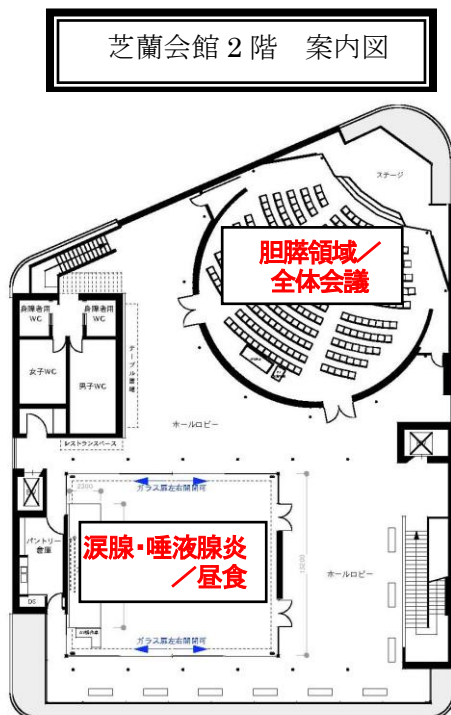 芝蘭会館2階 案内図
ステージ
胆膵領域／
全体会議
身障者用
WC
身障者用
WC
女子WC
男子WC
テーブル置場
ホールロビー
レストランスペース
ガラス扉左右開閉可
2200
パントリー
倉庫
涙腺・唾液腺炎
／昼食
ホールロビー
DS
ガラス扉左右開閉可